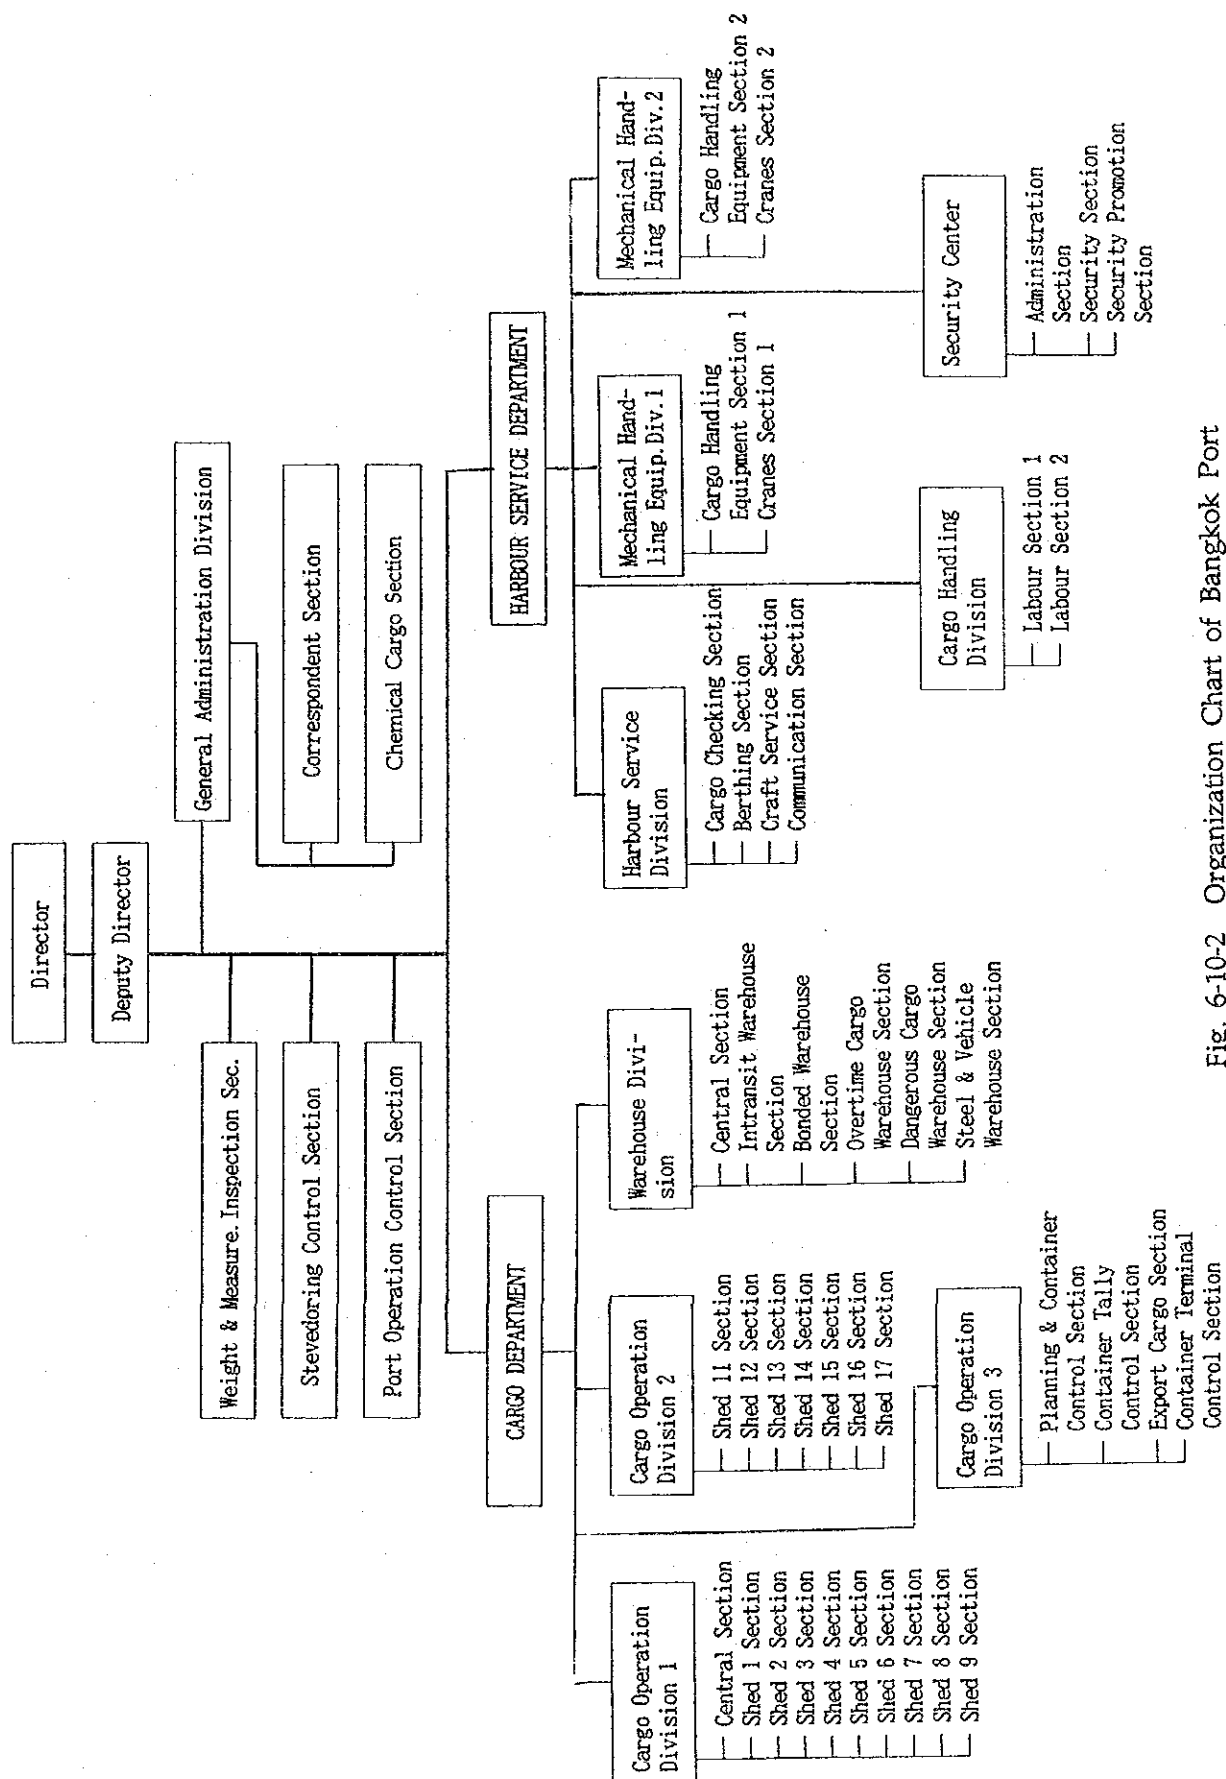 Director
Deputy Director
General Administration Division
Correspondent Section
Chemical Cargo Section
Weight & Measure.Inspection Sec.
Stevedoring Control Section
Port Operation Control Section
CARGO DEPARTMENT
HARBOUR SERVICE DEPARTMENT
Cargo Operation
Division 1
Central Section
Shed 1 Section
Shed 2 Section
Shed 3 Section
Shed 4 Section
Shed 5 Section
Shed 6 Section
Shed 7 Section
Shed 8 Section
Shed 9 Section
Cargo Operation
Division 2
Shed 11 Section
Shed 12 Section
Shed 13 Section
Shed 14 Section
Shed 15 Section
Shed 16 Section
Shed 17 Section
Warehouse Divi-
sion
Central Section
Intransit Warehouse
Section
Bonded Warehouse
Section
Overtime Cargo
Warehouse Section
Dangerous Cargo
Warehouse Section
Steel & Vehicle
Warehouse Section
Cargo Operation
Division 3
Planning & Container
Control Section
Container Tally
Control Section
Export Cargo Section
Container Terminal
Control Section
Harbour Service
Division
Cargo Checking Section
Berthing Section
Craft Service Section
Communication Section
Mechanical Hand-
ling Equip.Div.1
Cargo Handling
Equipment Section 1
Cranes Section 1
Mechanical Hand-
ling Equip.Div.2
Cargo Handling
Equipment Section 2
Cranes Section 2
Cargo Handling
Division
Labour Section 1
Labour Section 2
Security Center
Administration
Section
Security Section
Security Promotion
Section
Fig. 6-10-2 Organization Chart of Bangkok Port